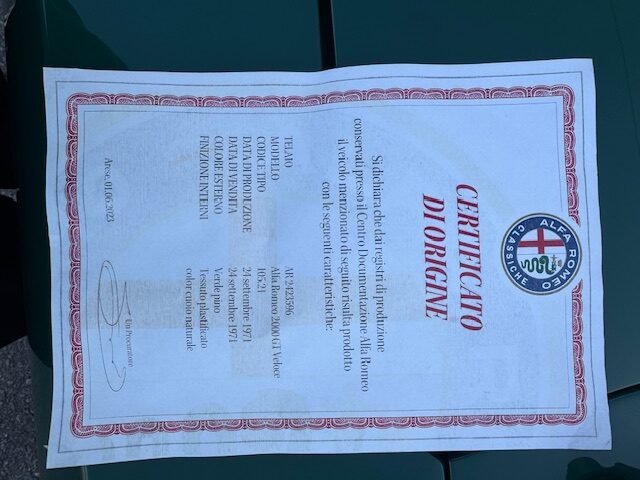 ALFA ROMEO
CLASSICHE
CERTIFICATO
DI ORIGINE
Si dichiara che dai registri di produzione
conservati presso il Centro Documentazione Alfa Romeo
il veicolo menzionato di seguito risulta prodotto
con le seguenti caratteristiche:
TELAIO AR 2423596
MODELLO Alfa Romeo 2000 GT Veloce
CODICE TIPO 105.21
DATA DI PRODUZIONE 24 settembre 1971
DATA DI VENDITA 24 settembre 1971
COLORE ESTERNO Verde pino
FINIZIONE INTERNI Tessuto plastificato
color cuoio naturale
Arese, 01.06.2023
Un Procuratore